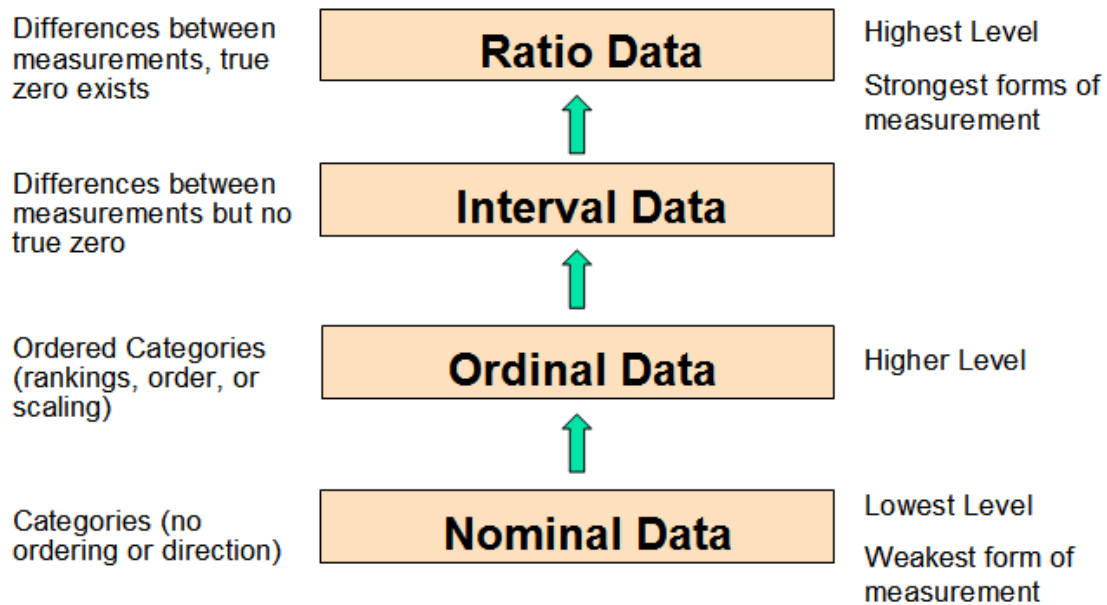 Differences between
measurements, true
zero exists
Ratio Data
Highest Level
Strongest forms of
measurement
Differences between
measurements but no
true zero
Interval Data
Ordered Categories
(rankings, order, or
scaling)
Ordinal Data
Higher Level
Categories (no
ordering or direction)
Nominal Data
Lowest Level
Weakest form of
measurement